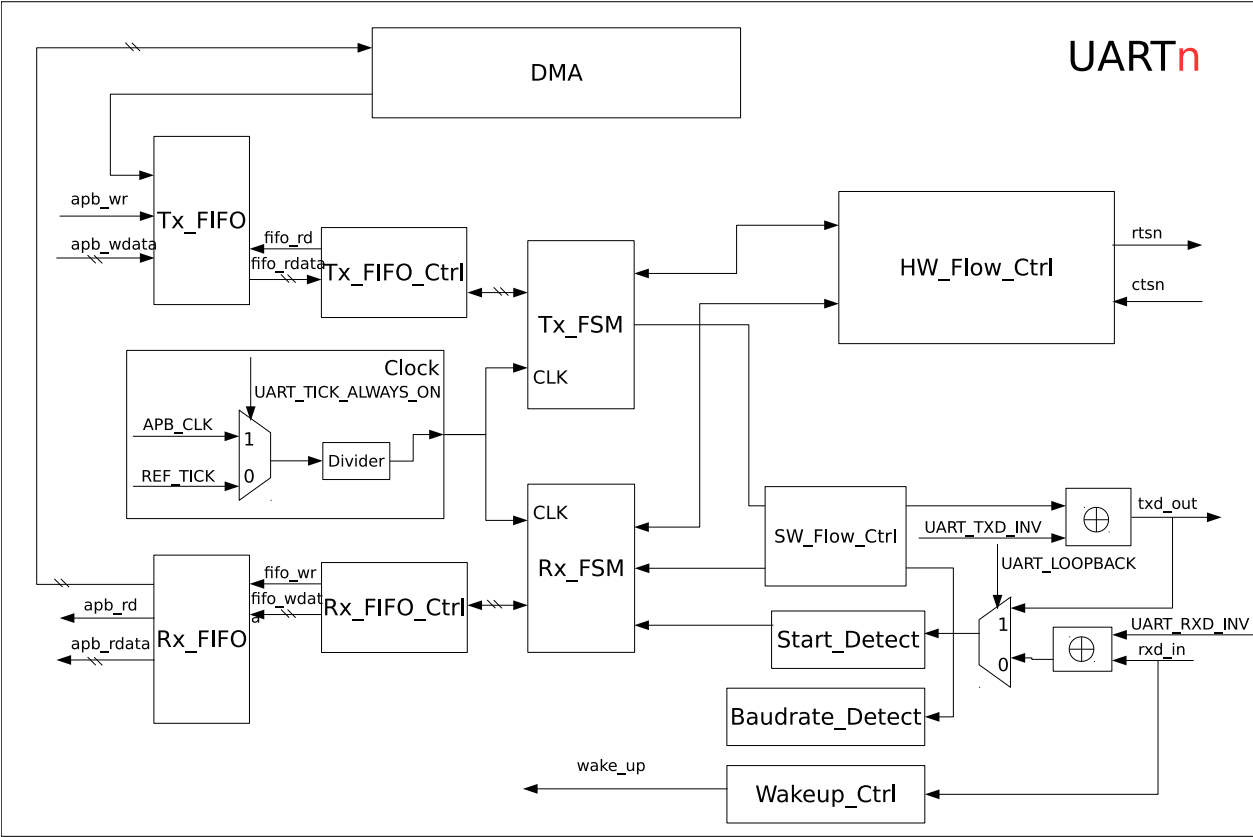 UARTn
DMA
apb_wr
Tx_FIFO
apb_wdata
fifo_rd
fifo_rdata
Tx_FIFO_Ctrl
Tx_FSM
CLK
HW_Flow_Ctrl
rtsn
ctsn
Clock
UART_TICK_ALWAYS_ON
APB_CLK
1
REF_TICK
0
Divider
CLK
Rx_FSM
SW_Flow_Ctrl
UART_TXD_INV
txd_out
UART_LOOPBACK
Rx_FIFO
apb_rd
apb_rdata
fifo_wr
fifo_wdat
a
Rx_FIFO_Ctrl
Start_Detect
1
0
UART_RXD_INV
rxd_in
Baudrate_Detect
wake_up
Wakeup_Ctrl